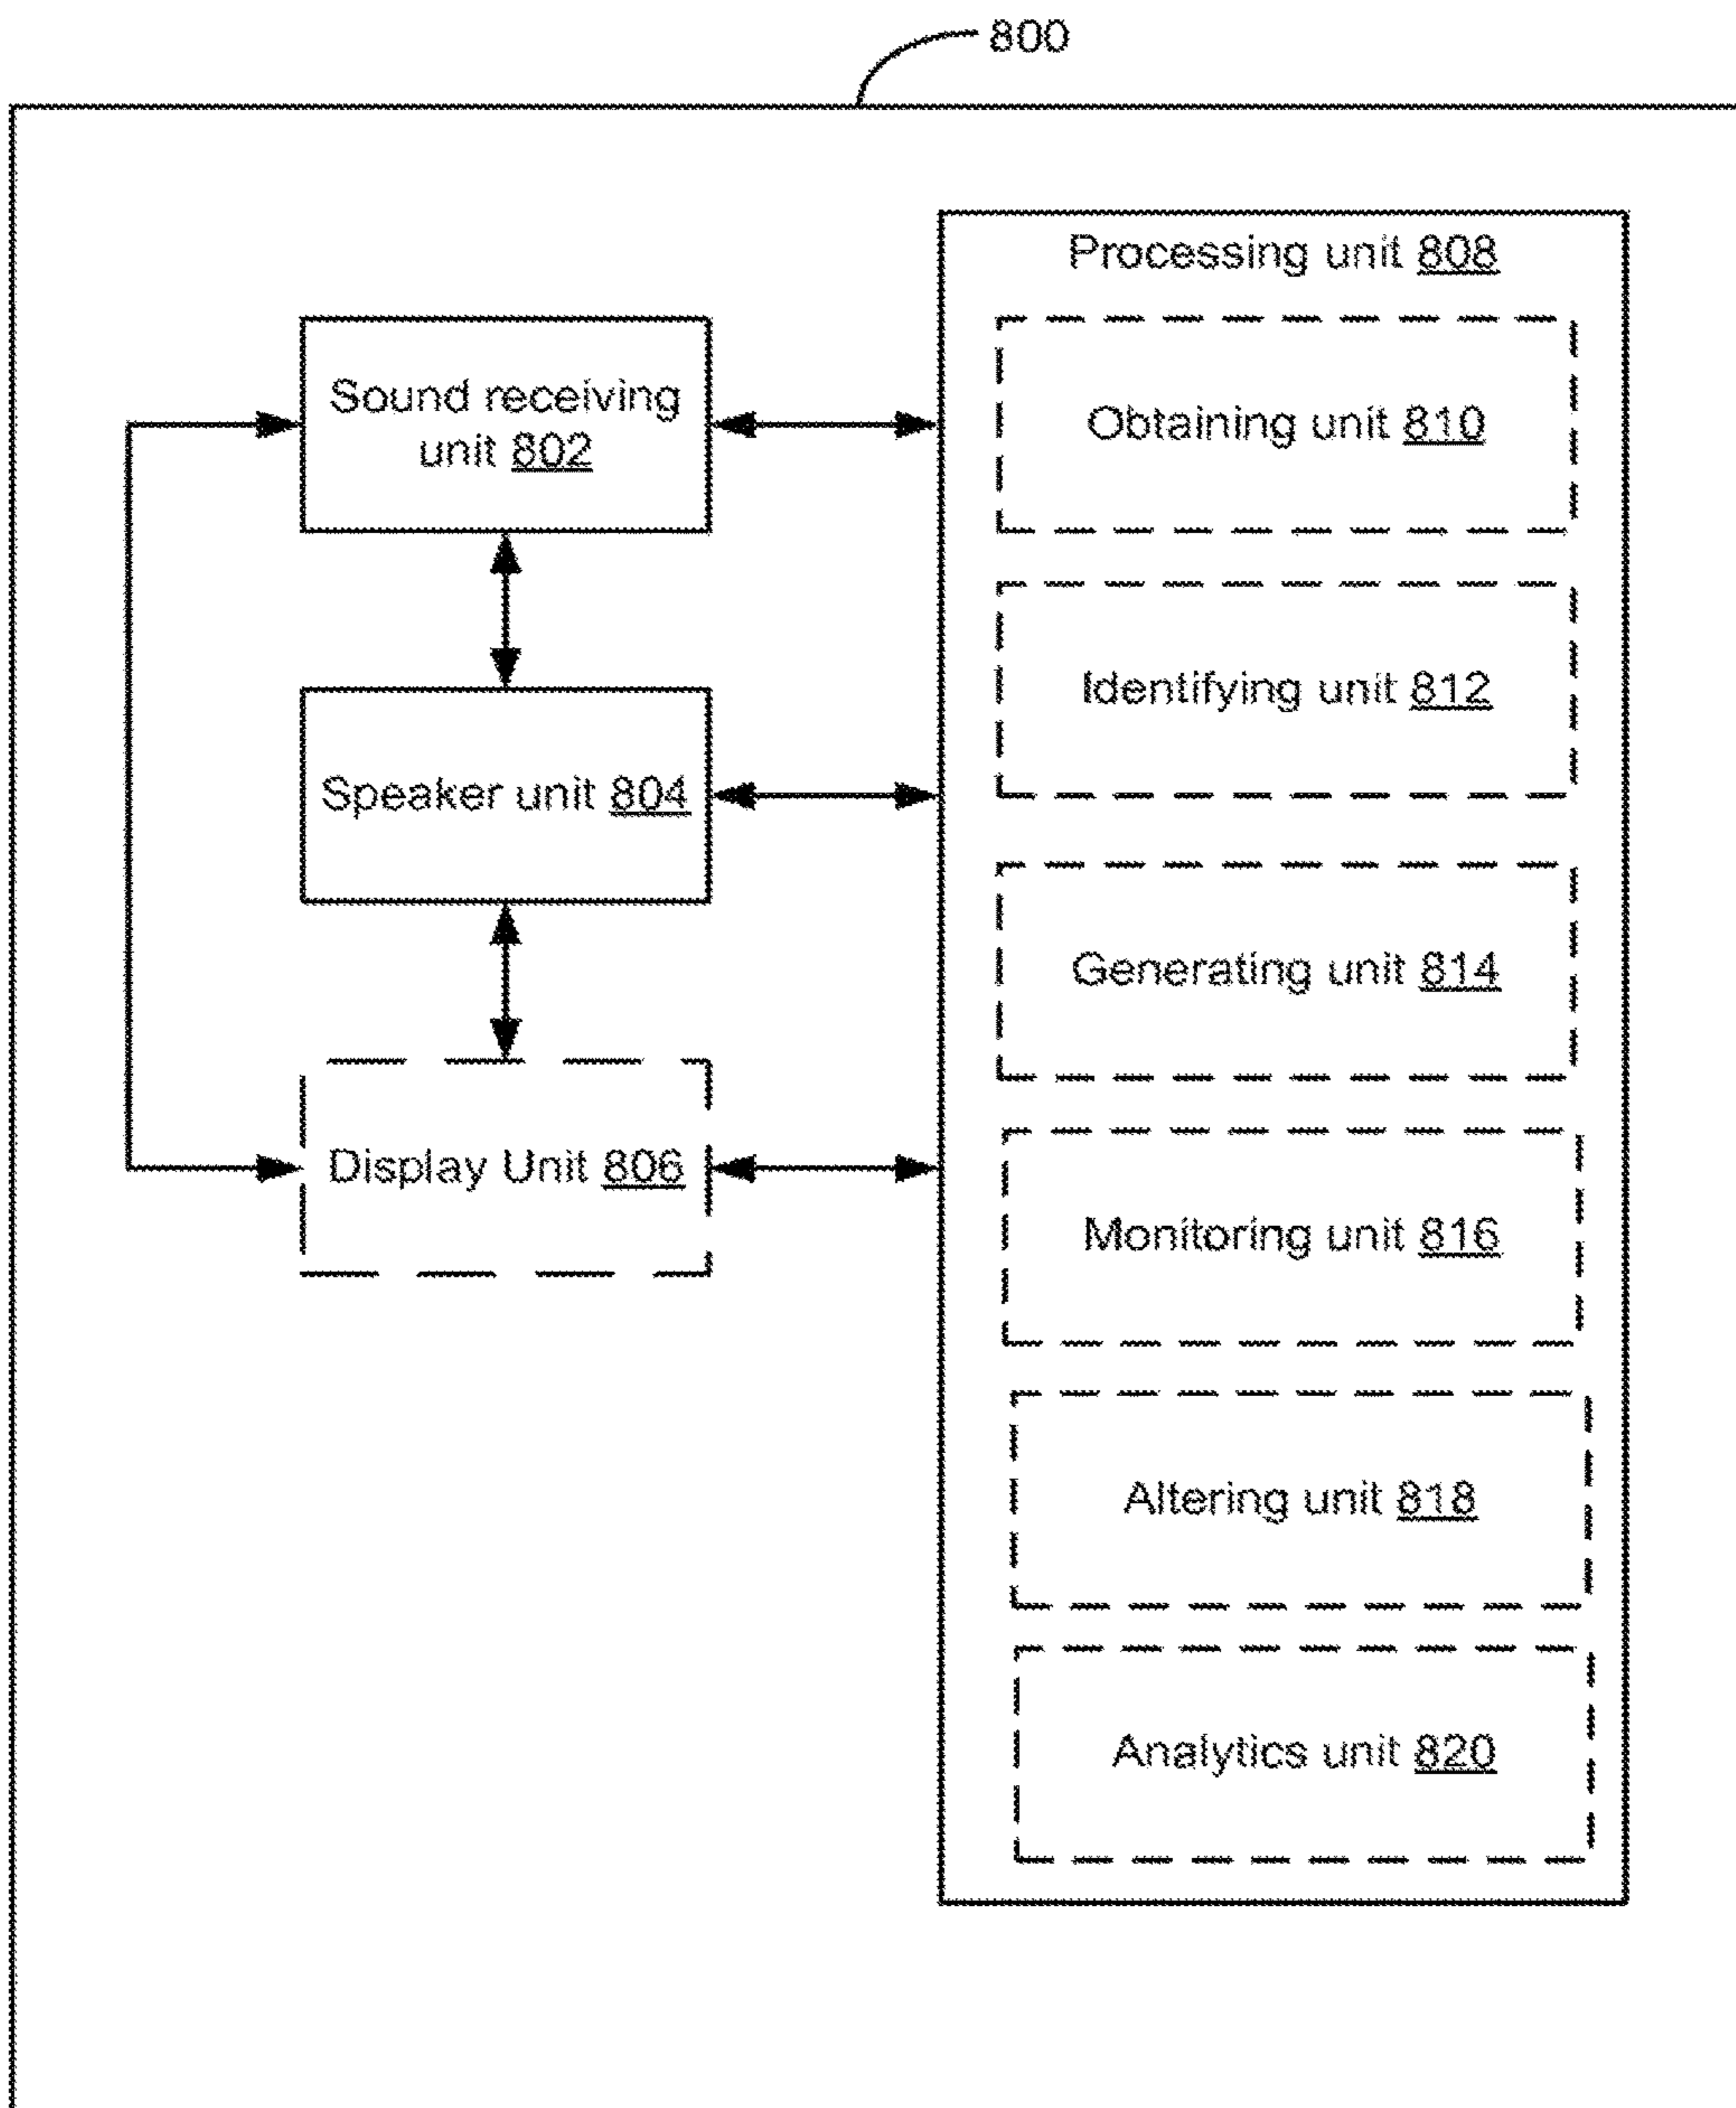 800
Processing unit 808
Sound receiving
unit 802
Obtaining unit 810
Identifying unit 812
Speaker unit 804
Generating unit 814
Display Unit 806
Monitoring unit 816
Altering unit 818
Analytics unit 820